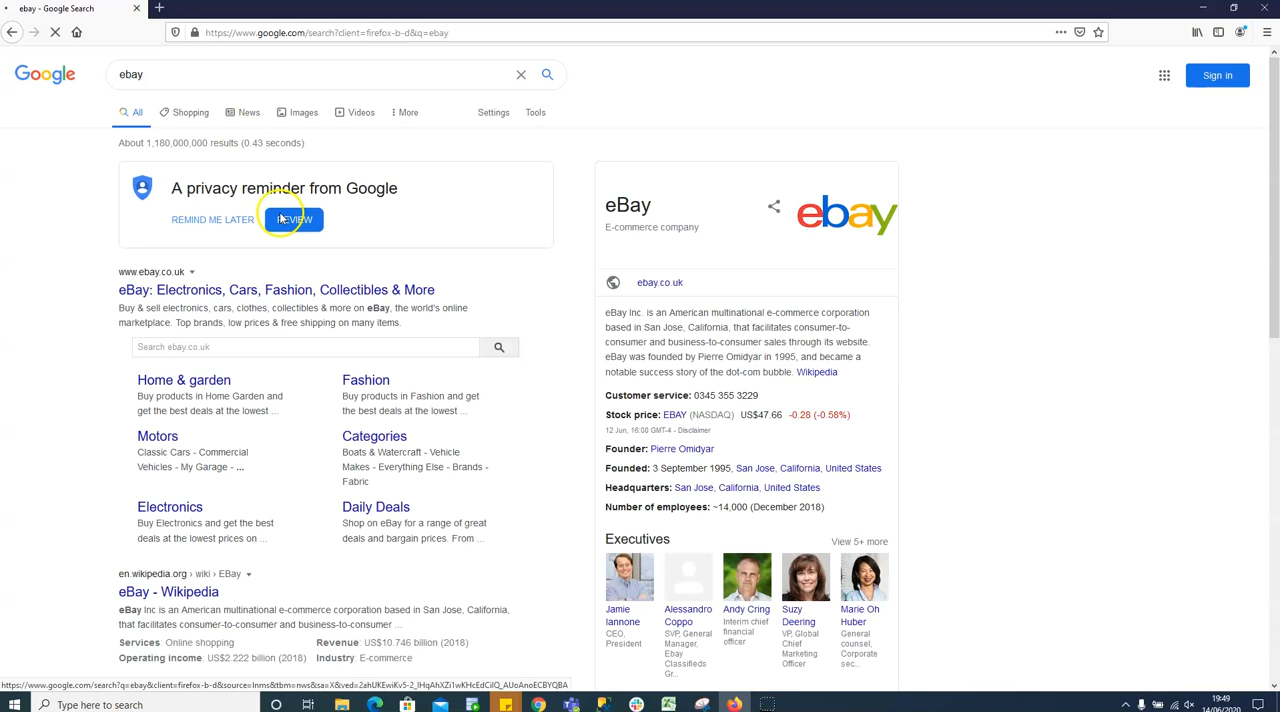 ebay - Google Search
https://www.google.com/search?client=firefox-b-d&q=ebay
Google
ebay
Sign in
All
Shopping
News
Images
Videos
More
Settings
Tools
About 1,180,000,000 results (0.43 seconds)
A privacy reminder from Google
REMIND ME LATER
REVIEW
www.ebay.co.uk
eBay: Electronics, Cars, Fashion, Collectibles & More
Buy & sell electronics, cars, clothes, collectibles & more on eBay, the world's online
marketplace. Top brands, low prices & free shipping on many items.
Search ebay.co.uk
Home & garden
Buy products in Home Garden and
get the best deals at the lowest ...
Fashion
Buy products in Fashion and get
the best deals at the lowest ...
Motors
Classic Cars - Commercial
Vehicles - My Garage - ...
Categories
Boats & Watercraft - Vehicle
Makes - Everything Else - Brands -
Fabric
Electronics
Buy Electronics and get the best
deals at the lowest prices on ...
Daily Deals
Shop on eBay for a range of great
deals and bargain prices. From ...
en.wikipedia.org › wiki › EBay
eBay - Wikipedia
eBay Inc is an American multinational e-commerce corporation based in San Jose, California,
that facilitates consumer-to-consumer and business-to-consumer ...
Services: Online shopping
Revenue: US$10.746 billion (2018)
Operating income: US$2.222 billion (2018)
Industry: E-commerce
eBay
E-commerce company
ebay
ebay.co.uk
eBay Inc. is an American multinational e-commerce corporation
based in San Jose, California, that facilitates consumer-to-
consumer and business-to-consumer sales through its website.
eBay was founded by Pierre Omidyar in 1995, and became a
notable success story of the dot-com bubble. Wikipedia
Customer service: 0345 355 3229
Stock price: EBAY (NASDAQ) US$47.66 -0.28 (-0.58%)
12 Jun, 16:00 GMT-4 - Disclaimer
Founder: Pierre Omidyar
Founded: 3 September 1995, San Jose, California, United States
Headquarters: San Jose, California, United States
Number of employees: ~14,000 (December 2018)
Executives
View 5+ more
Jamie
Iannone
CEO,
President
Alessandro
Coppo
SVP, General
Manager,
Ebay
Classifieds
Gr...
Andy Cring
Interim chief
financial
officer
Suzy
Deering
VP, Global
Chief
Marketing
Officer
Marie Oh
Huber
General
counsel,
Corporate
sec...
Type here to search
19:49
14/06/2020